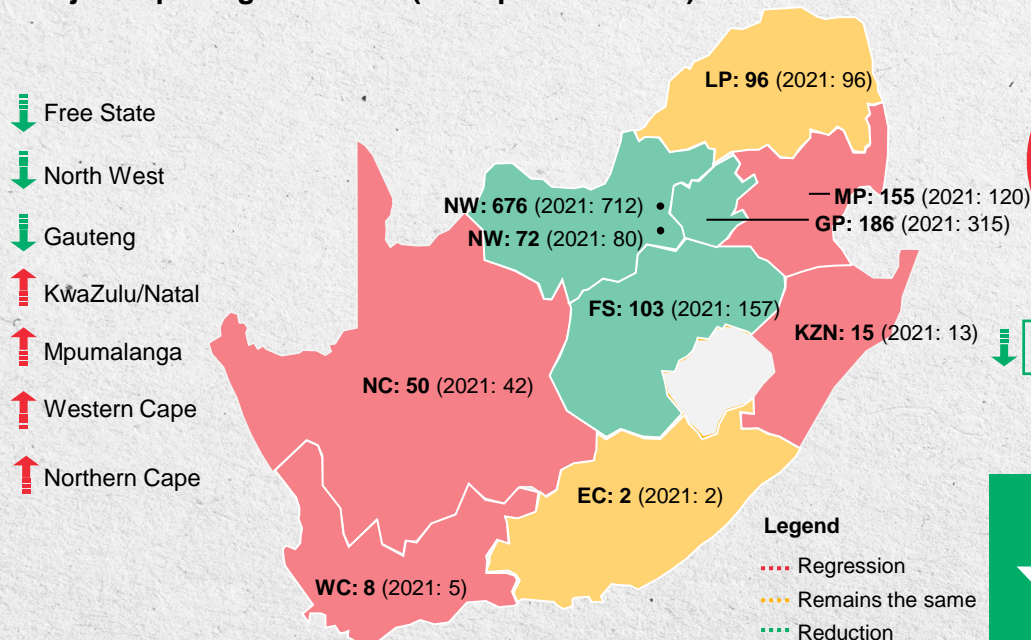 Free State
North West
Gauteng
KwaZulu/Natal
Mpumalanga
Western Cape
Northern Cape
LP: 96 (2021: 96)
MP: 155 (2021: 120)
GP: 186 (2021: 315)
NW: 676 (2021: 712)
NW: 72 (2021: 80)
FS: 103 (2021: 157)
KZN: 15 (2021: 13)
NC: 50 (2021: 42)
EC: 2 (2021: 2)
WC: 8 (2021: 5)
Legend
Regression
Remains the same
Reduction